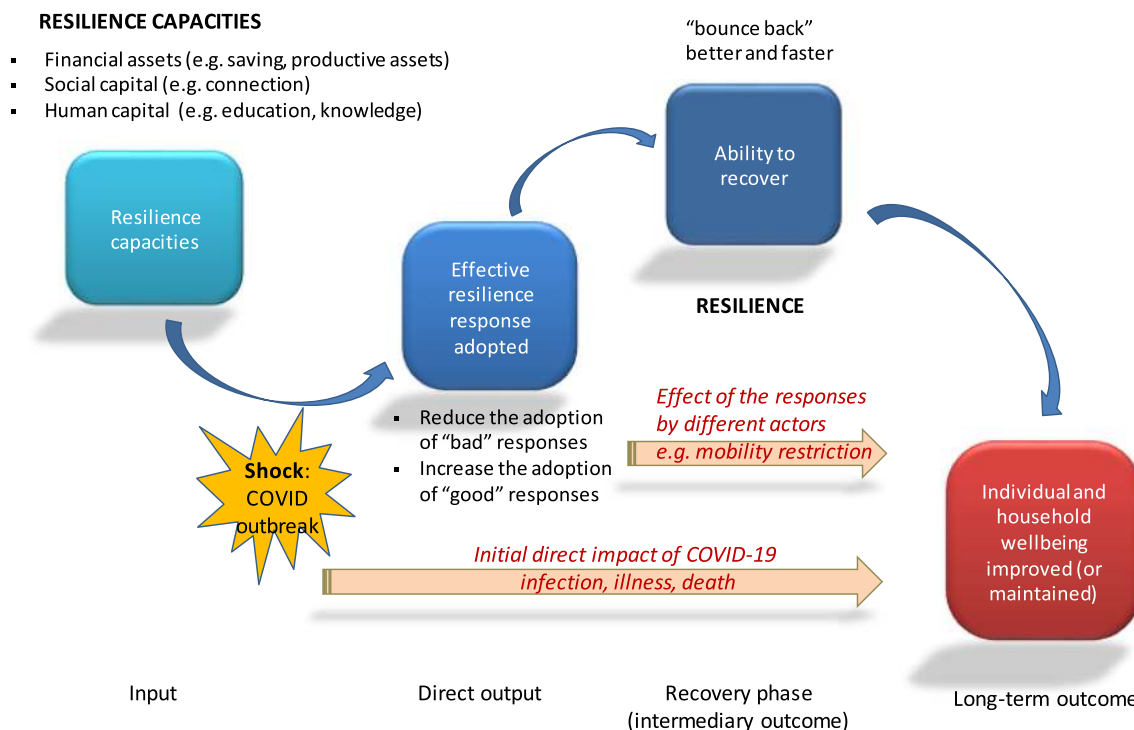 RESILIENCE CAPACITIES
▪ Financial assets (e.g. saving, productive assets)
▪ Social capital (e.g. connection)
▪ Human capital (e.g. education, knowledge)
“bounce back”
better and faster
Resilience
capacities
Effective
resilience
response
adopted
Ability to
recover
RESILIENCE
▪ Reduce the adoption
of “bad” responses
▪ Increase the adoption
of “good” responses
Effect of the responses
by different actors
e.g. mobility restriction
Shock:
COVID
outbreak
Initial direct impact of COVID-19
infection, illness, death
Individual and
household
wellbeing
improved (or
maintained)
Input
Direct output
Recovery phase
(intermediary outcome)
Long-term outcome